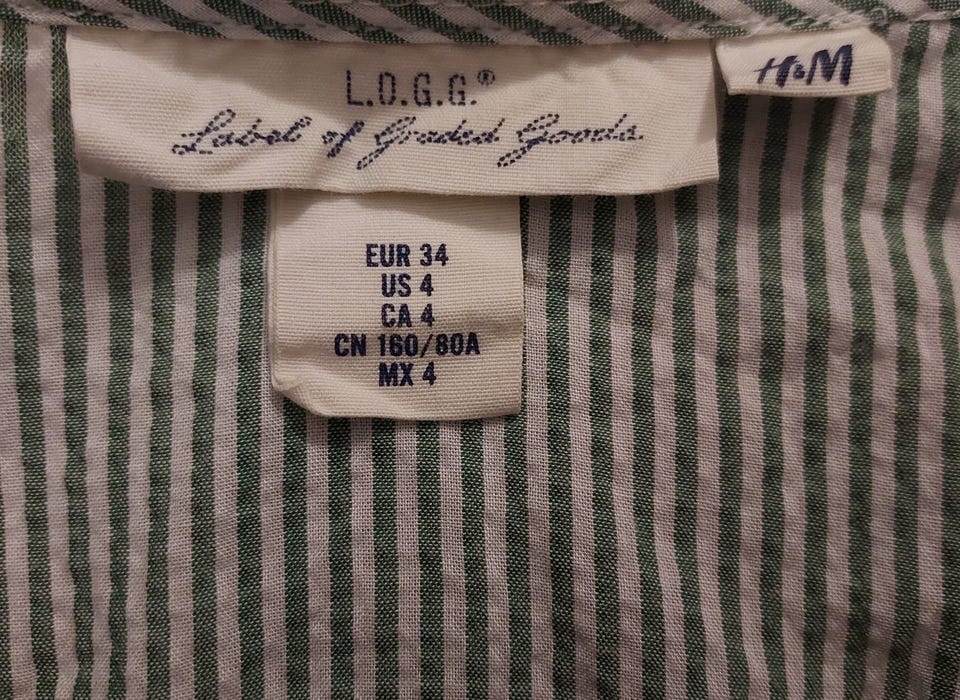 L.O.G.G.®
Label of Graded Goods
H&M
EUR 34
US 4
CA 4
CN 160/80A
MX 4